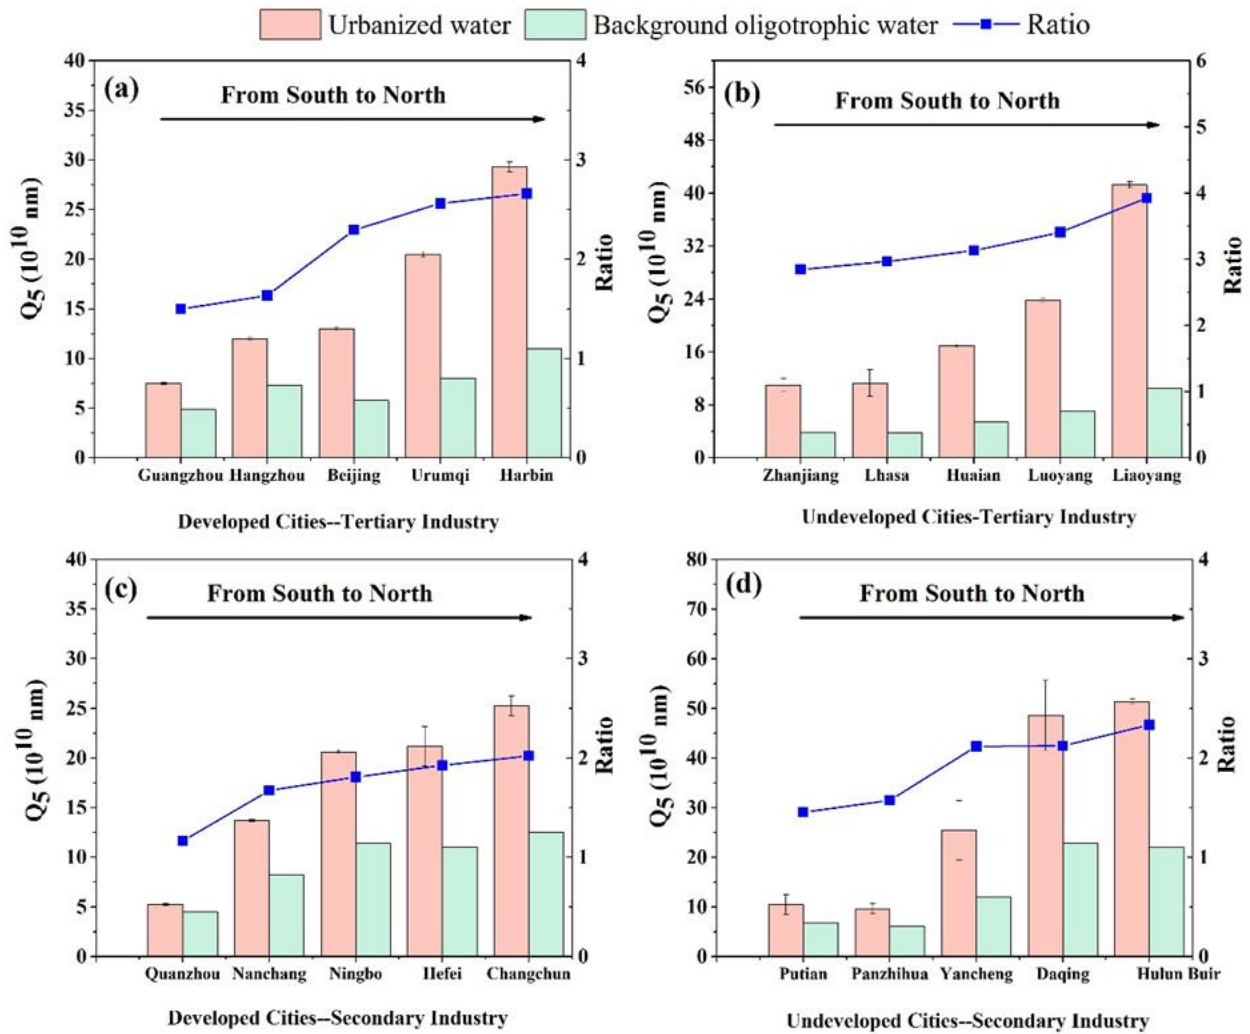 Urbanized water Background oligotrophic water Ratio
(a)
From South to North
40
35
30
25
20
15
10
5
0
Q5 (10^10 nm)
4
3
2
1
0
Ratio
Guangzhou Hangzhou Beijing Urumqi Harbin
Developed Cities--Tertiary Industry
(b)
From South to North
56
48
40
32
24
16
8
0
Q5 (10^10 nm)
6
5
4
3
2
1
0
Ratio
Zhanjiang Lhasa Huaian Luoyang Liaoyang
Undeveloped Cities-Tertiary Industry
(c)
From South to North
40
35
30
25
20
15
10
5
0
Q5 (10^10 nm)
4
3
2
1
0
Ratio
Quanzhou Nanchang Ningbo Hefei Changchun
Developed Cities--Secondary Industry
(d)
From South to North
80
70
60
50
40
30
20
10
0
Q5 (10^10 nm)
4
3
2
1
0
Ratio
Putian Panzhihua Yancheng Daqing Hulun Buir
Undeveloped Cities--Secondary Industry